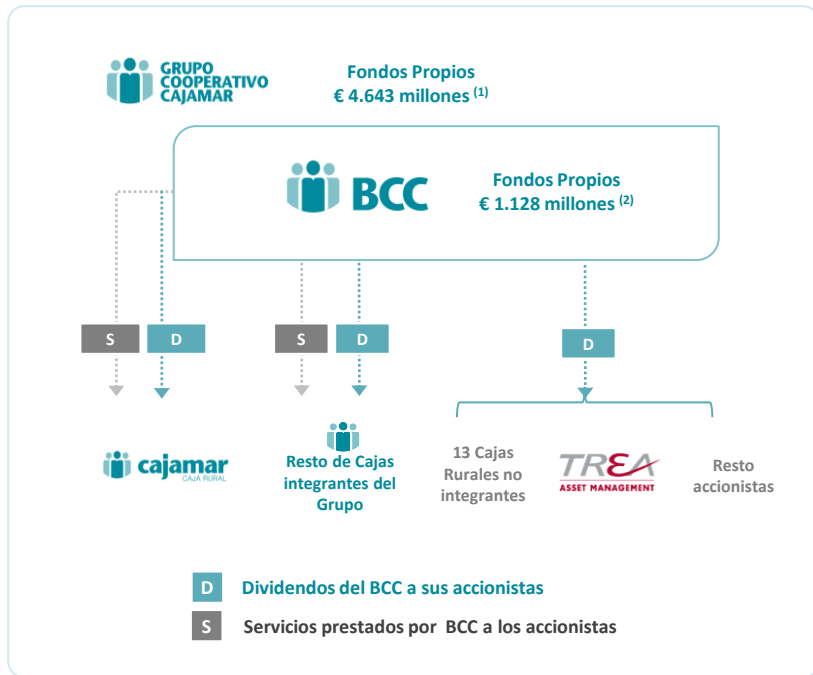 GRUPO
COOPERATIVO
CAJAMAR
Fondos Propios
€ 4.643 millones (1)
BCC
Fondos Propios
€ 1.128 millones (2)
S
D
S
D
D
cajamar
CAJA RURAL
Resto de Cajas
integrantes del
Grupo
13 Cajas
Rurales no
integrantes
TREA
ASSET MANAGEMENT
Resto
accionistas
D Dividendos del BCC a sus accionistas
S Servicios prestados por BCC a los accionistas